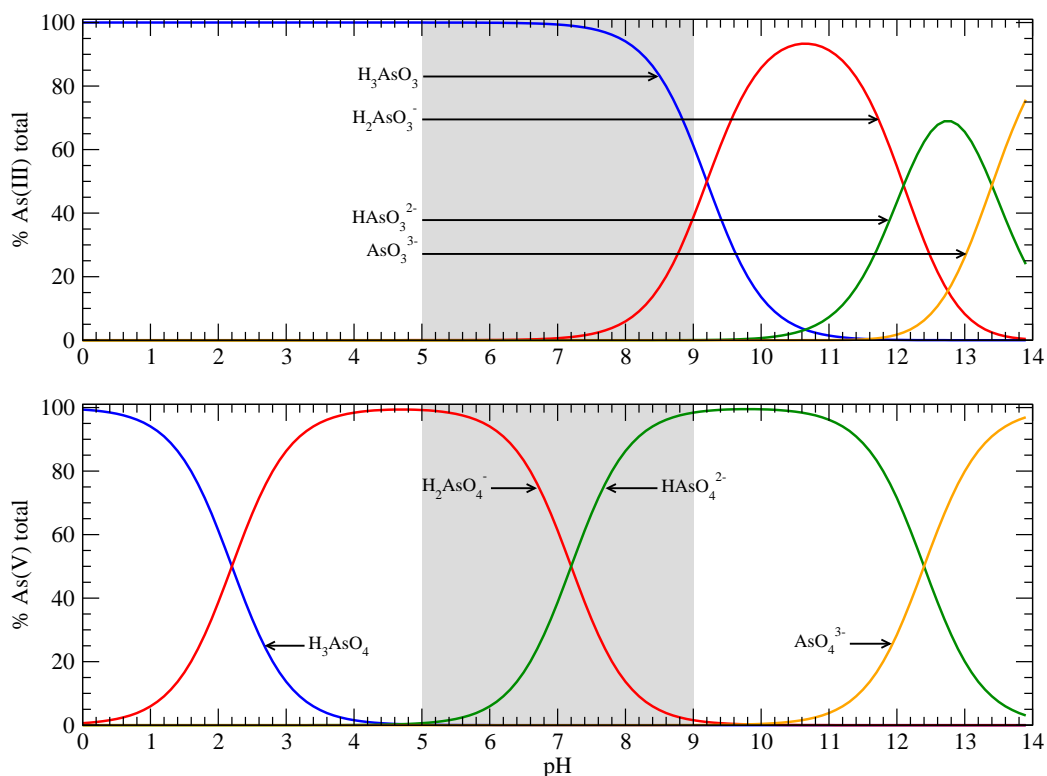 % As(III) total
100
80
60
40
20
0
H₃AsO₃
H₂AsO₃⁻
HAsO₃²⁻
AsO₃³⁻
0 1 2 3 4 5 6 7 8 9 10 11 12 13 14
% As(V) total
100
80
60
40
20
0
H₂AsO₄⁻ HAsO₄²⁻
H₃AsO₄ AsO₄³⁻
0 1 2 3 4 5 6 7 8 9 10 11 12 13 14
pH